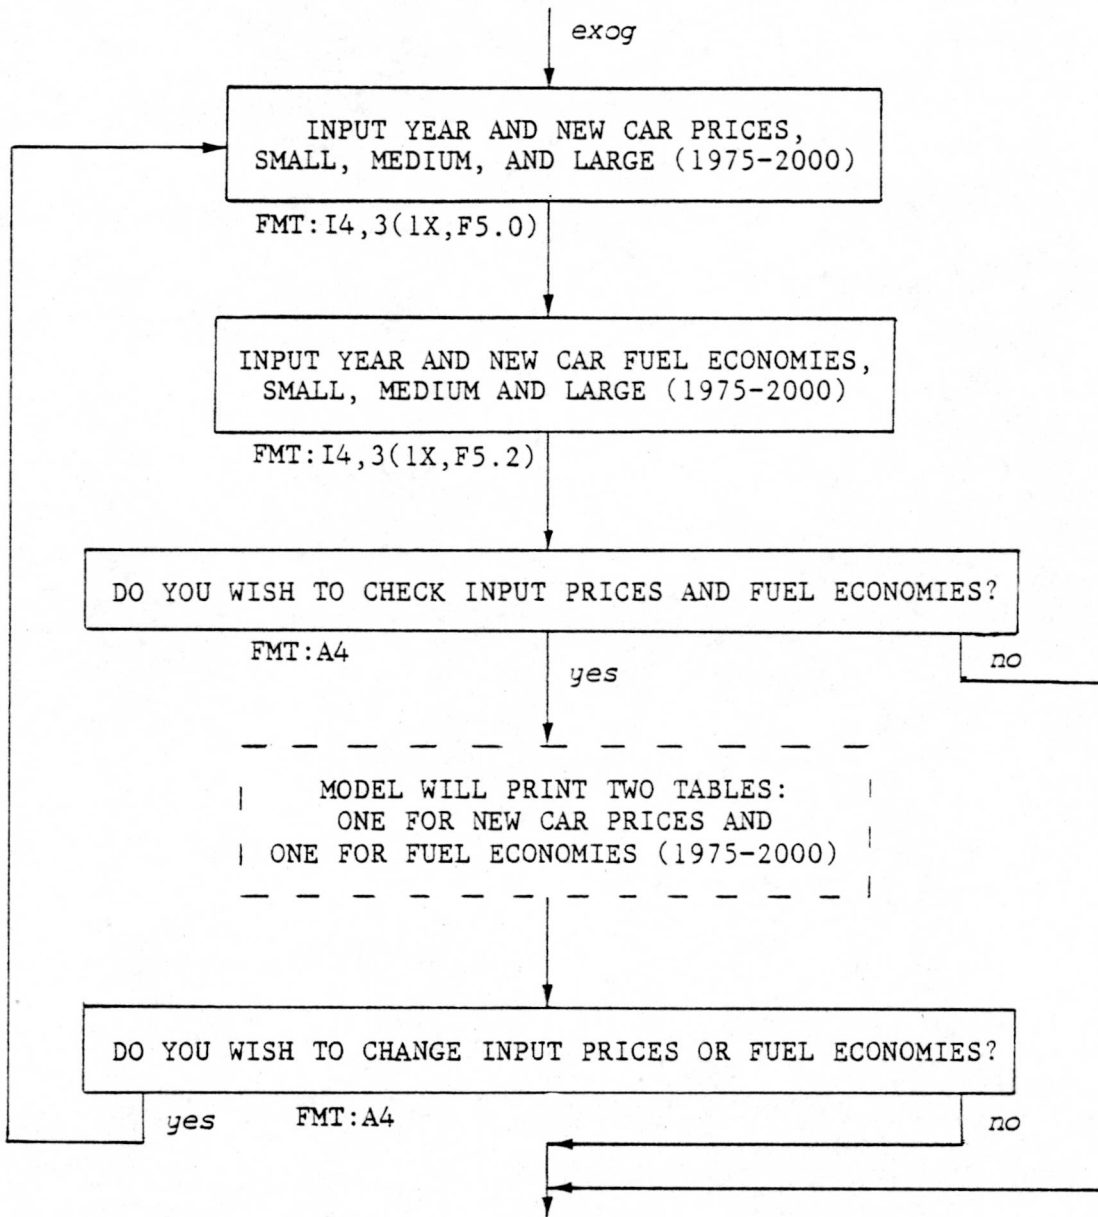 exog
INPUT YEAR AND NEW CAR PRICES,
SMALL, MEDIUM, AND LARGE (1975-2000)
FMT:I4,3(1X,F5.0)
INPUT YEAR AND NEW CAR FUEL ECONOMIES,
SMALL, MEDIUM AND LARGE (1975-2000)
FMT:I4,3(1X,F5.2)
DO YOU WISH TO CHECK INPUT PRICES AND FUEL ECONOMIES?
FMT:A4
yes
no
MODEL WILL PRINT TWO TABLES:
ONE FOR NEW CAR PRICES AND
ONE FOR FUEL ECONOMIES (1975-2000)
DO YOU WISH TO CHANGE INPUT PRICES OR FUEL ECONOMIES?
yes
FMT:A4
no